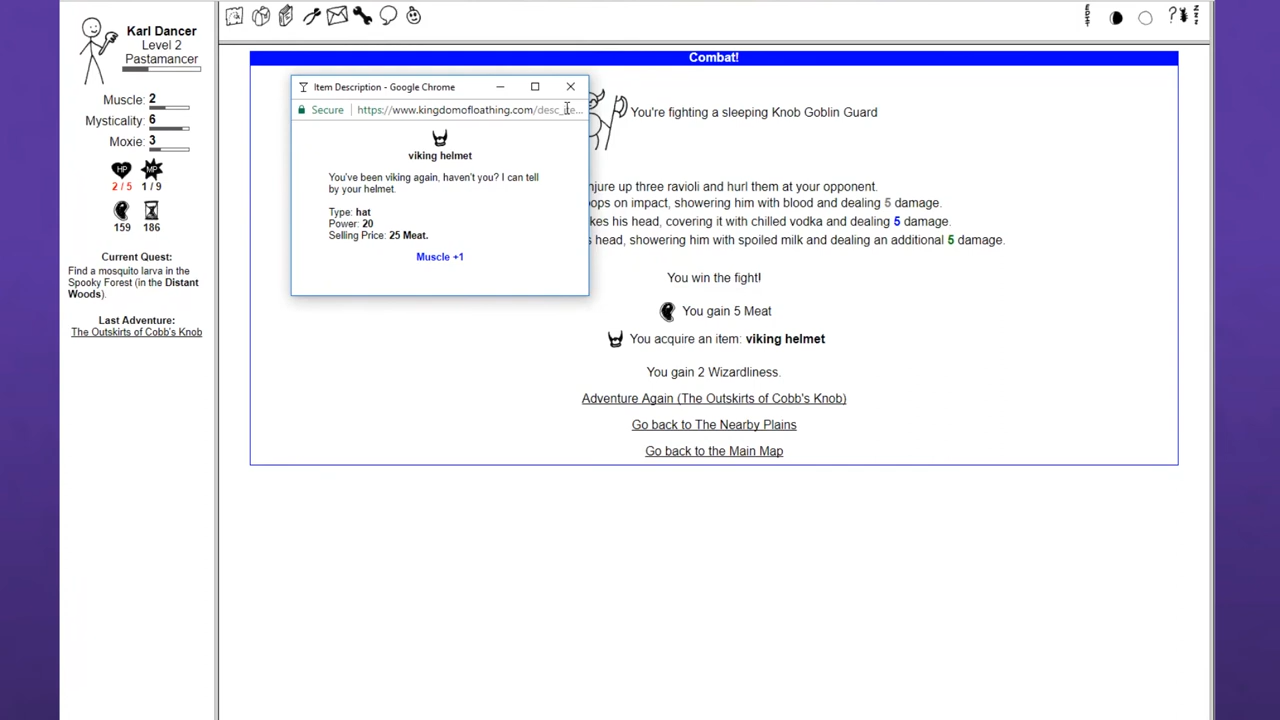 Karl Dancer
Level 2
Pastamancer
Muscle: 2
Mysticality: 6
Moxie: 3
HP MP
2 / 5 1 / 9
159 186
Current Quest:
Find a mosquito larva in the
Spooky Forest (in the Distant
Woods).
Last Adventure:
The Outskirts of Cobb's Knob
Combat!
Item Description - Google Chrome
Secure https://www.kingdomofloathing.com/desc_
viking helmet
You've been viking again, haven't you? I can tell
by your helmet.
Type: hat
Power: 20
Selling Price: 25 Meat.
Muscle +1
You're fighting a sleeping Knob Goblin Guard
njure up three ravioli and hurl them at your opponent.
ops on impact, showering him with blood and dealing 5 damage.
kes his head, covering it with chilled vodka and dealing 5 damage.
s head, showering him with spoiled milk and dealing an additional 5 damage.
You win the fight!
You gain 5 Meat
You acquire an item: viking helmet
You gain 2 Wizardliness.
Adventure Again (The Outskirts of Cobb's Knob)
Go back to The Nearby Plains
Go back to the Main Map